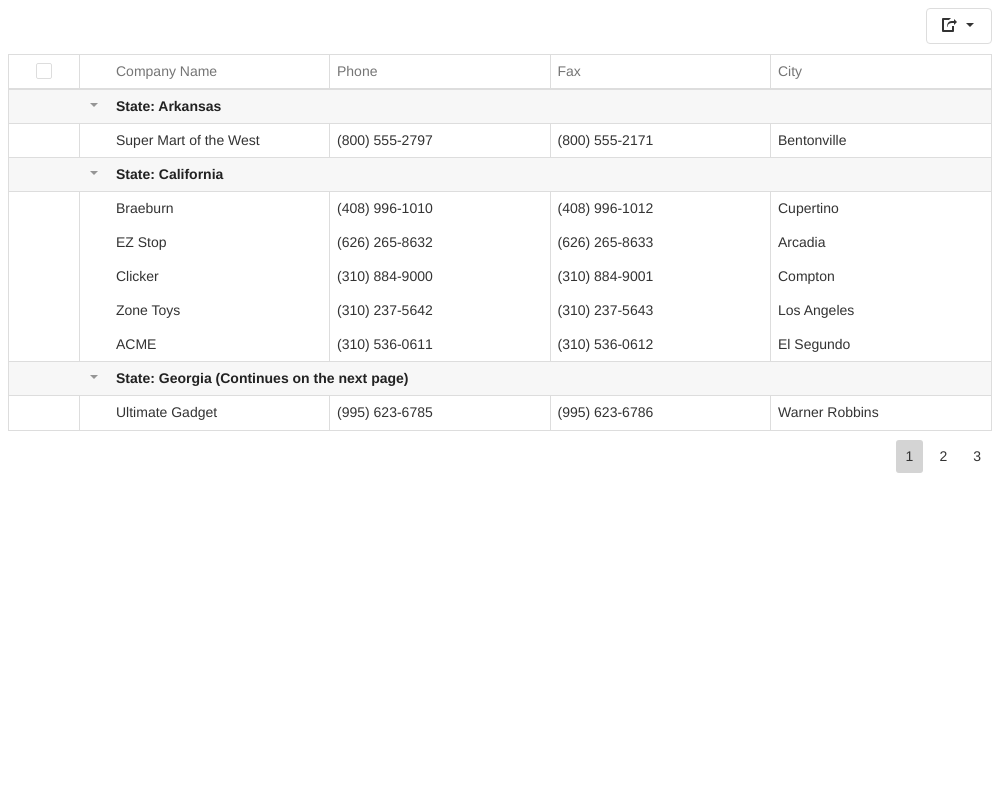 Company Name Phone Fax City
State: Arkansas
Super Mart of the West (800) 555-2797 (800) 555-2171 Bentonville
State: California
Braeburn (408) 996-1010 (408) 996-1012 Cupertino
EZ Stop (626) 265-8632 (626) 265-8633 Arcadia
Clicker (310) 884-9000 (310) 884-9001 Compton
Zone Toys (310) 237-5642 (310) 237-5643 Los Angeles
ACME (310) 536-0611 (310) 536-0612 El Segundo
State: Georgia (Continues on the next page)
Ultimate Gadget (995) 623-6785 (995) 623-6786 Warner Robbins
1 2 3